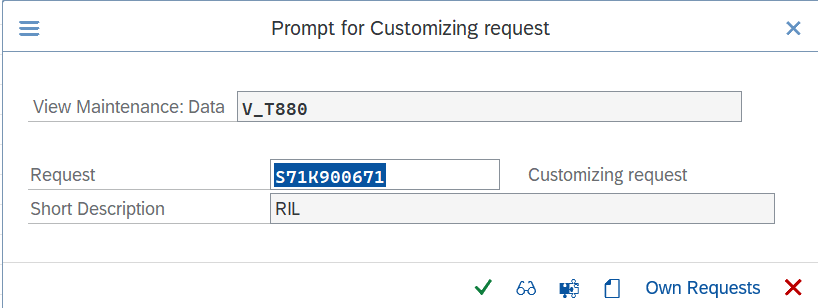 Prompt for Customizing request
View Maintenance: Data V_T880
Request S71K900671 Customizing request
Short Description RIL
Own Requests